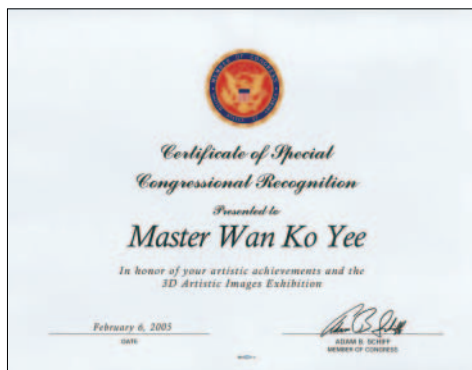 Certificate of Special
Congressional Recognition
Presented to
Master Wan Ko Yee
In honor of your artistic achievements and the
3D Artistic Images Exhibition
February 6, 2005
DATE
ADAM B. SCHIFF
MEMBER OF CONGRESS